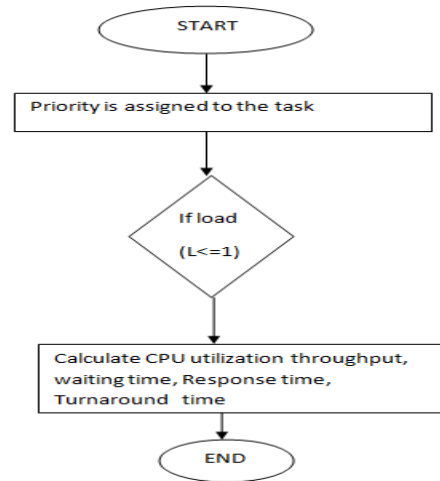 START
Priority is assigned to the task
If load
(L<=1)
Calculate CPU utilization throughput,
waiting time, Response time,
Turnaround time
END